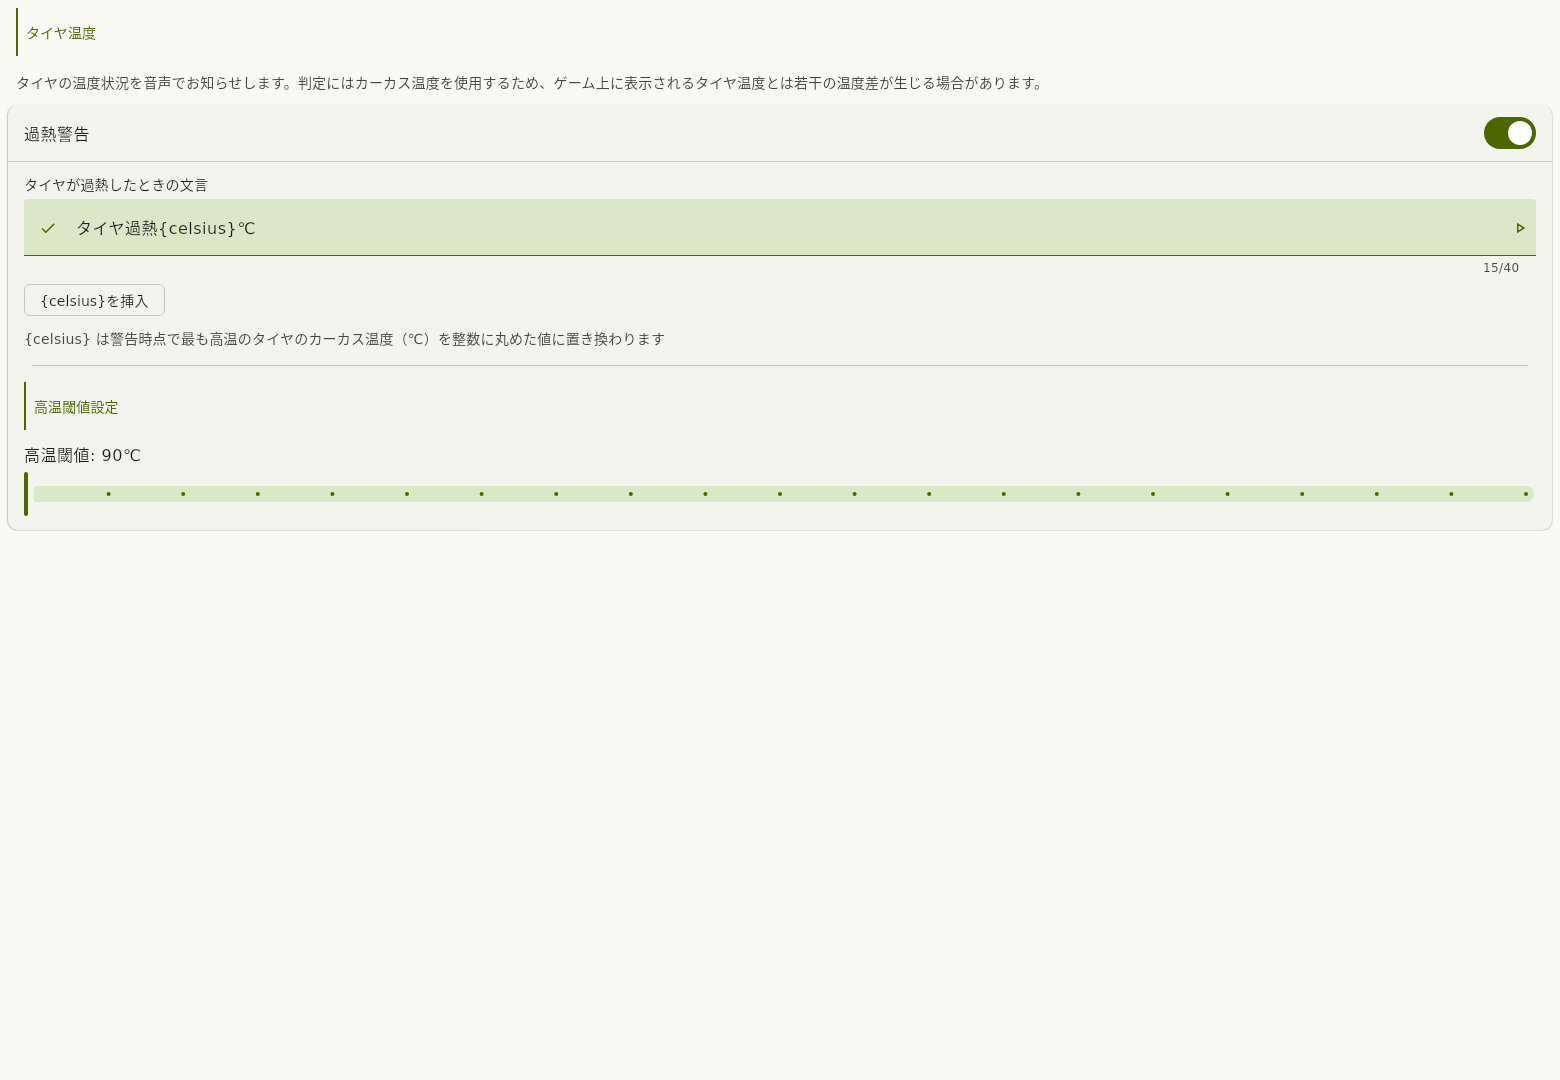 タイヤ温度
タイヤの温度状況を音声でお知らせします。判定にはカーカス温度を使用するため、ゲーム上に表示されるタイヤ温度とは若干の温度差が生じる場合があります。
過熱警告
タイヤが過熱したときの文言
タイヤ過熱{celsius}℃
15/40
{celsius}を挿入
{celsius} は警告時点で最も高温のタイヤのカーカス温度（℃）を整数に丸めた値に置き換わります
高温閾値設定
高温閾値: 90℃